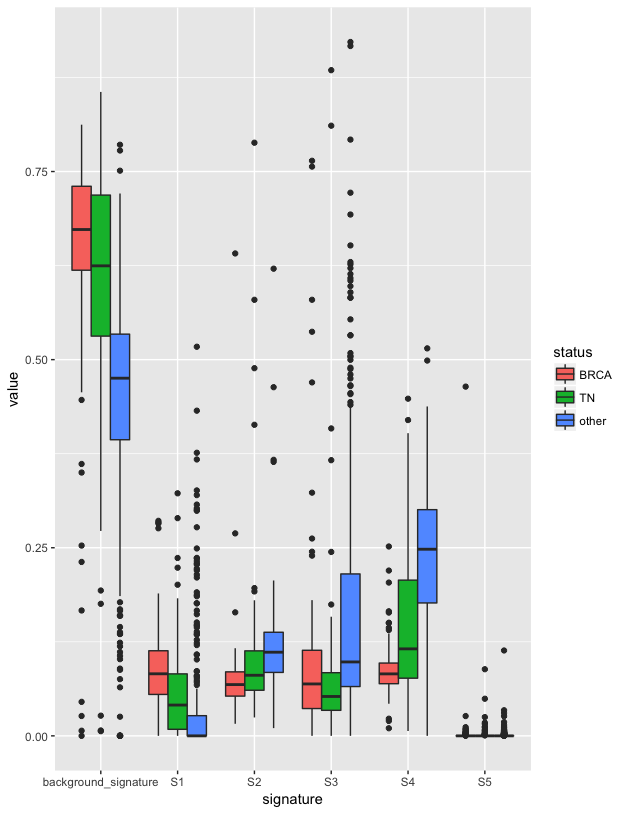 value
0.75
0.50
0.25
0.00
background_signature S1 S2 S3 S4 S5
signature
status
BRCA
TN
other